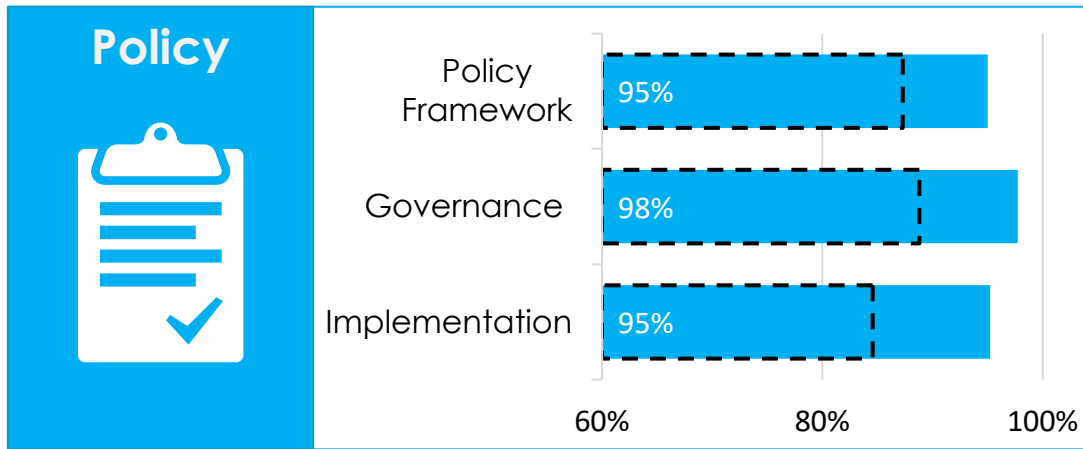 Policy
Policy
Framework
95%
Governance
98%
Implementation
95%
60%
80%
100%